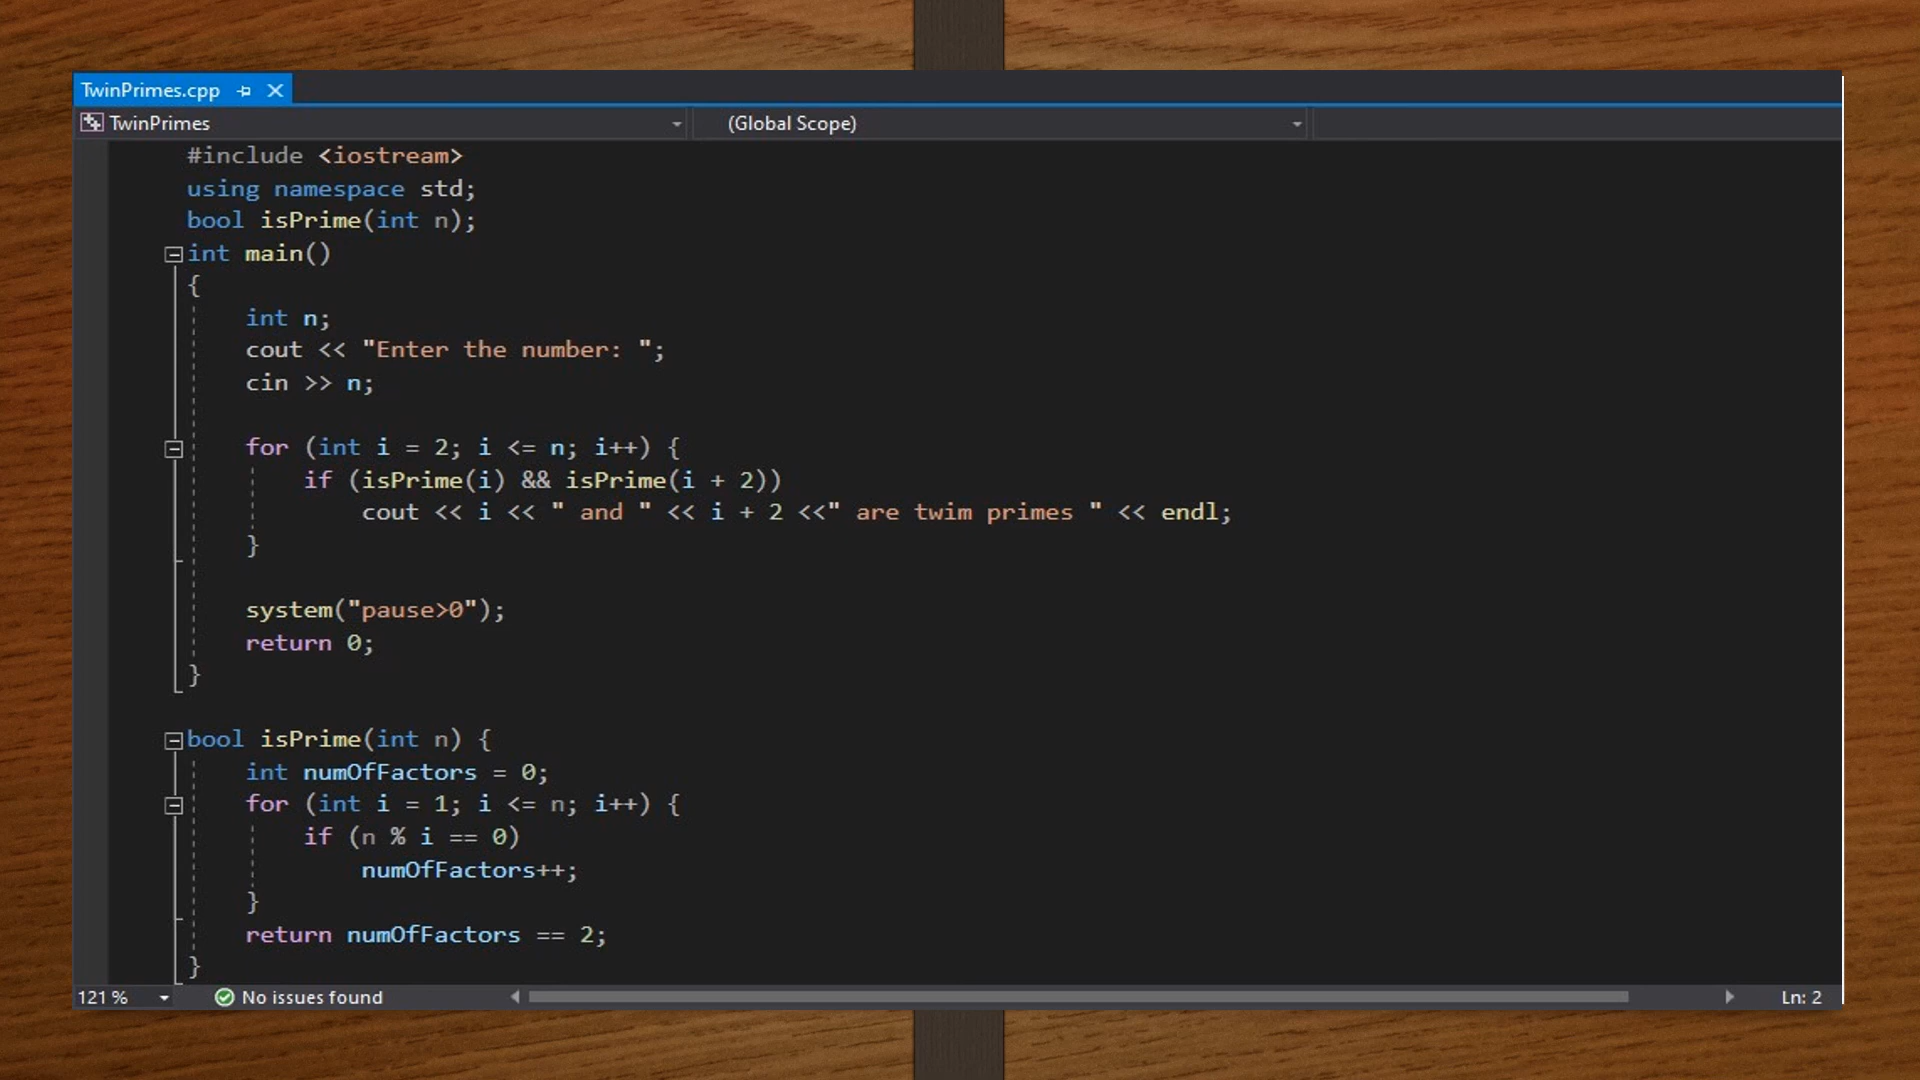 TwinPrimes.cpp
TwinPrimes (Global Scope)
#include <iostream>
using namespace std;
bool isPrime(int n);
int main()
{
int n;
cout << "Enter the number: ";
cin >> n;
for (int i = 2; i <= n; i++) {
if (isPrime(i) && isPrime(i + 2))
cout << i << " and " << i + 2 <<" are twim primes " << endl;
}
system("pause>0");
return 0;
}
bool isPrime(int n) {
int numOfFactors = 0;
for (int i = 1; i <= n; i++) {
if (n % i == 0)
numOfFactors++;
}
return numOfFactors == 2;
}
121 % No issues found Ln: 2